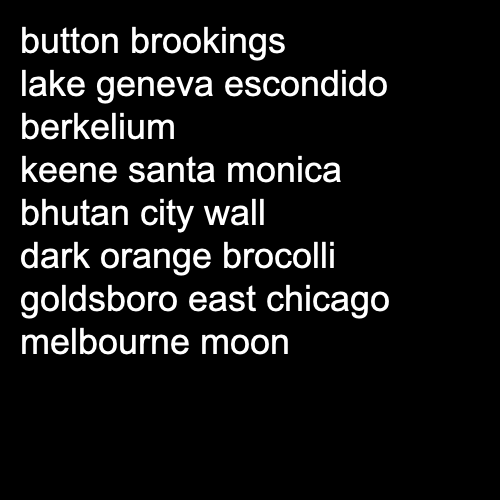 button brookings
lake geneva escondido
berkelium
keene santa monica
bhutan city wall
dark orange brocolli
goldsboro east chicago
melbourne moon